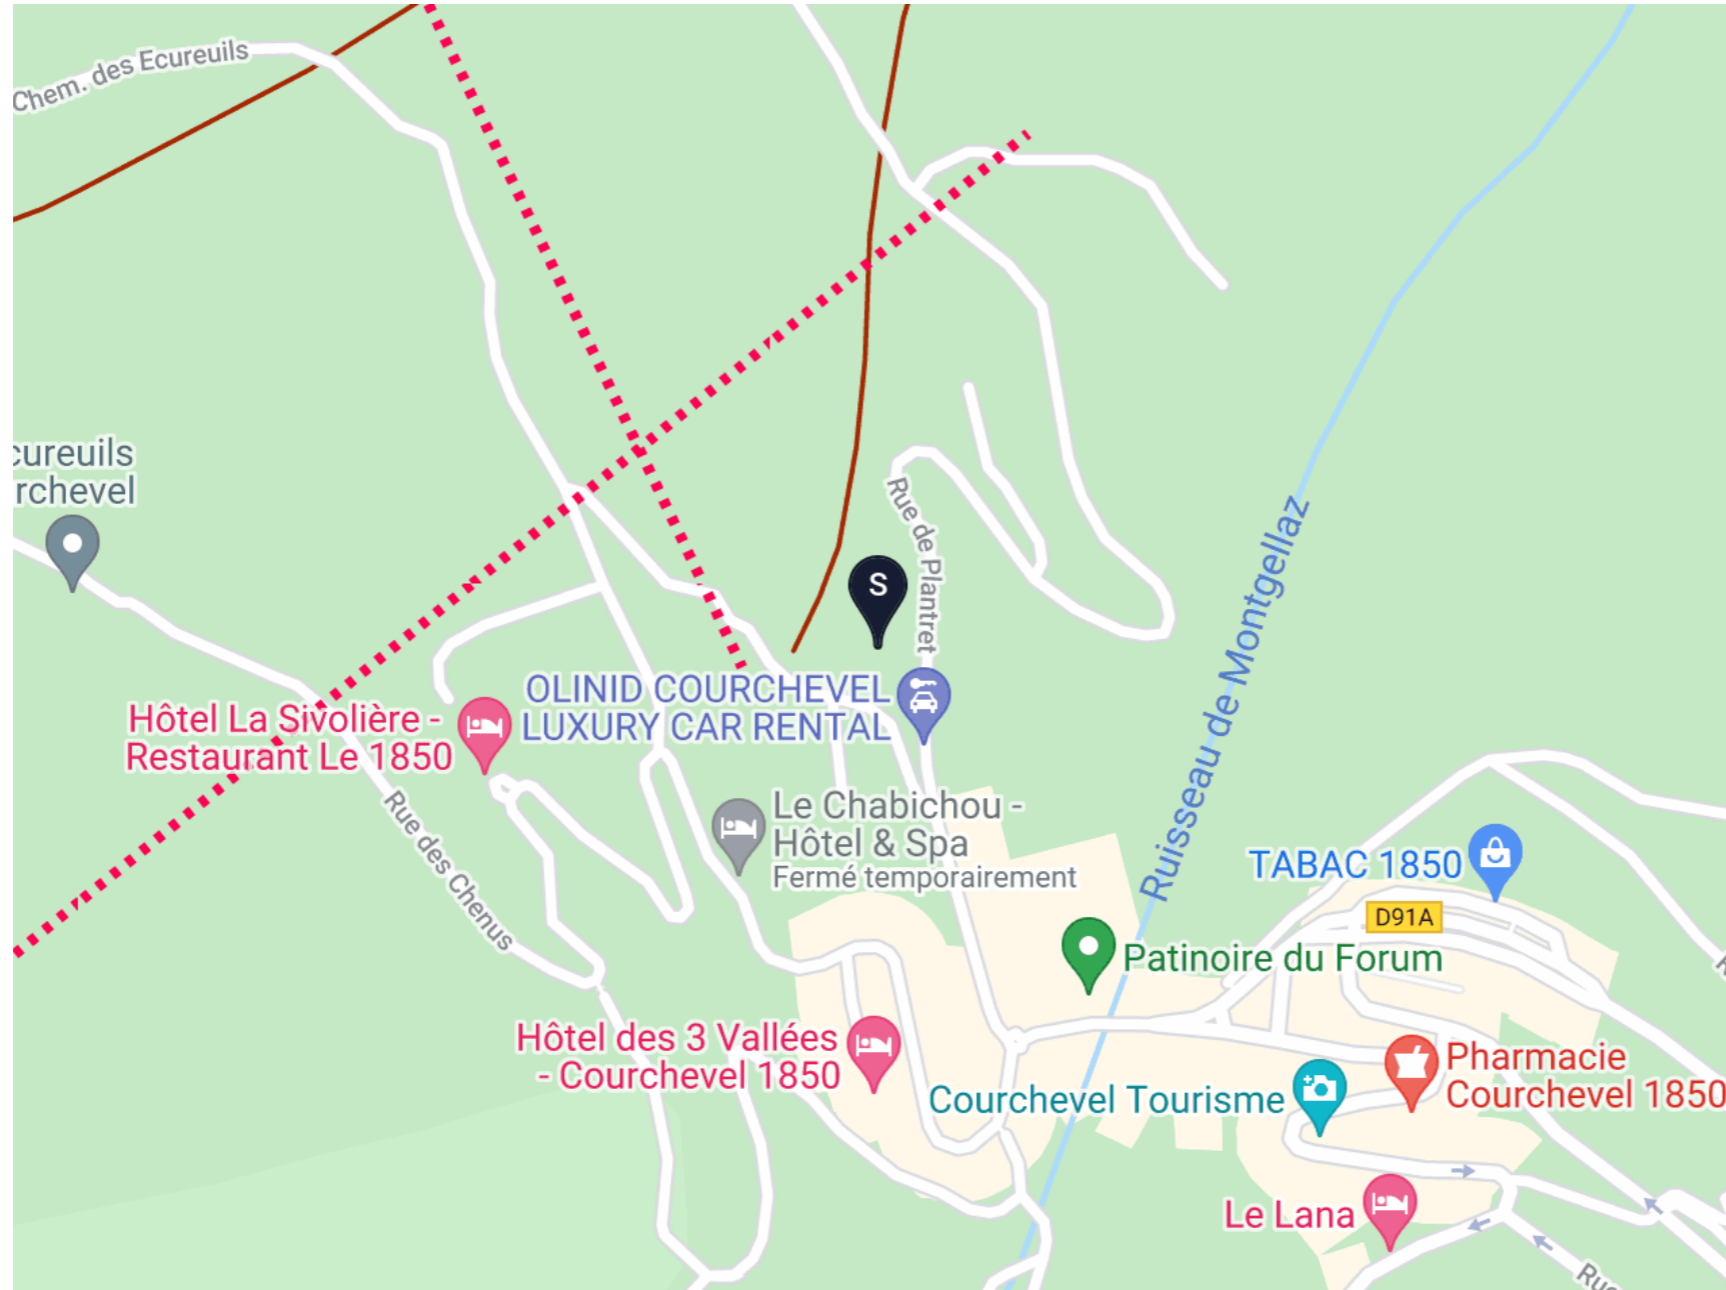 Chem. des Ecureuils
cureuils
rchevel
Rue de Plantret
S
Ruisseau de Montgellaz
OLINID COURCHEVEL
LUXURY CAR RENTAL
Hôtel La Sivolière -
Restaurant Le 1850
Rue des Chenus
Le Chabichou -
Hôtel & Spa
Fermé temporairement
TABAC 1850
D91A
Patinoire du Forum
Hôtel des 3 Vallées
- Courchevel 1850
Pharmacie
Courchevel 1850
Courchevel Tourisme
Le Lana
Rue